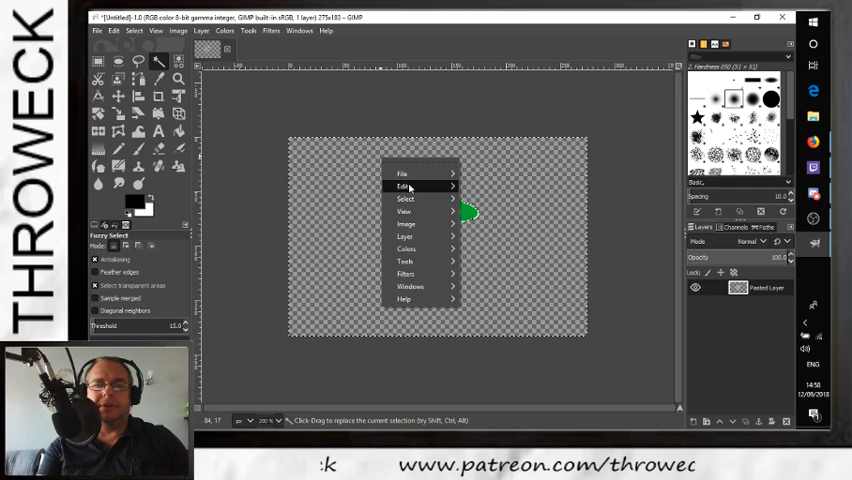 THROWECK
*[Untitled]-1.0 (RGB color 8-bit gamma integer, GIMP built-in sRGB, 1 layer) 275x183 – GIMP
File Edit Select View Image Layer Colors Tools Filters Windows Help
2. Hardness 050 (51 × 51)
Basic,
Spacing 10.0
File
Edit
Select
View
Image
Layer
Colors
Tools
Filters
Windows
Help
Fuzzy Select
Mode:
Antialiasing
Feather edges
Select transparent areas
Sample merged
Diagonal neighbors
Threshold 15.0
Layers Channels Paths
Mode Normal
Opacity 100.0
Lock:
Pasted Layer
ENG
14:58
12/09/2018
84, 17 px 200 % Click-Drag to replace the current selection (try Shift, Ctrl, Alt)
THROWECK
www.patreon.com/throwec